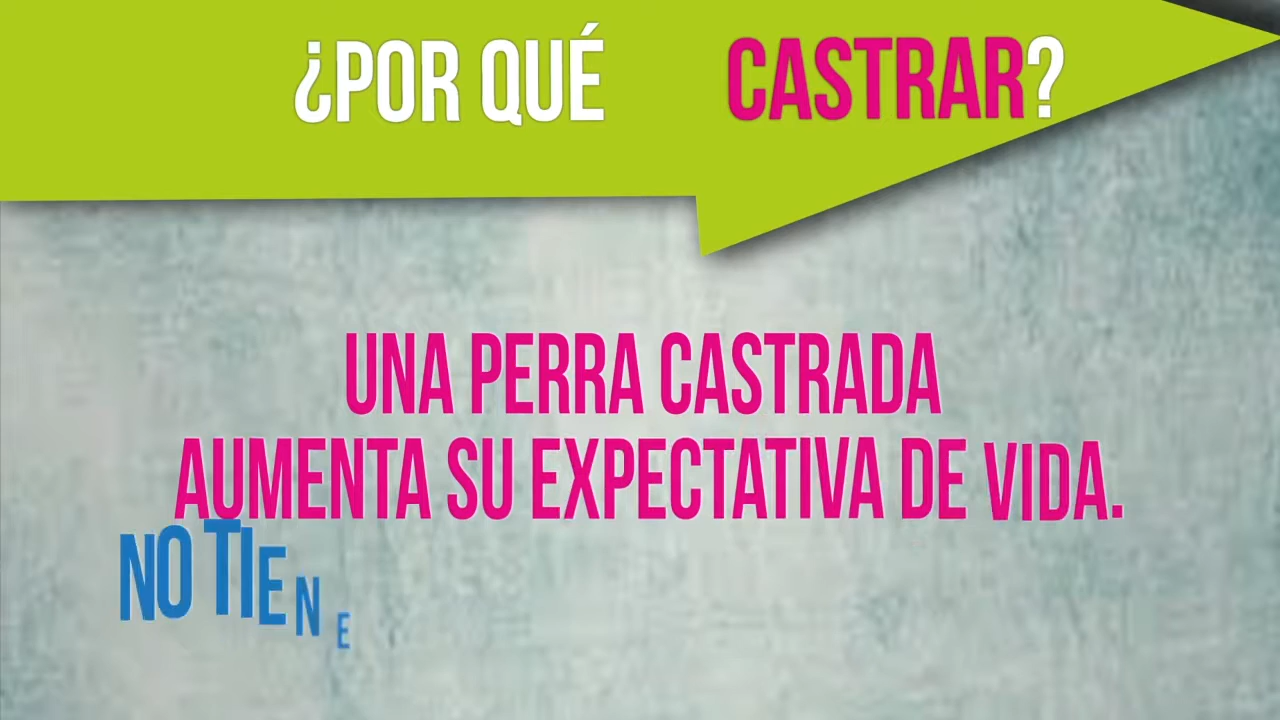 ¿POR QUÉ CASTRAR?
UNA PERRA CASTRADA
AUMENTA SU EXPECTATIVA DE VIDA.
NO TIENE